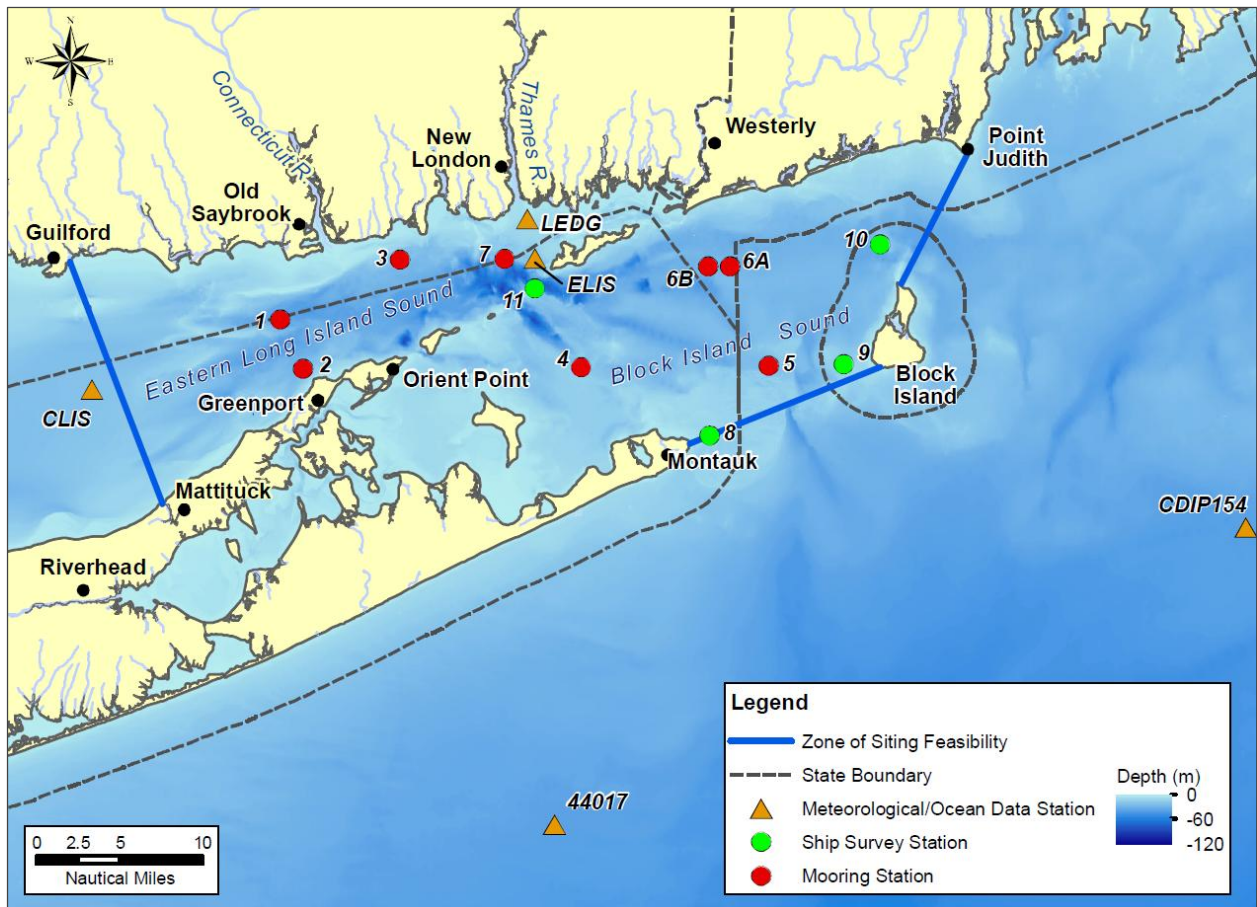 N
W
E
S
Connecticut R.
Thames R
New
London
Westerly
Point
Judith
Old
Saybrook
Guilford
LEDG
3
7
ELIS
11
6B
6A
10
1
Eastern Long Island Sound
2
Orient Point
4
Block Island Sound
5
9
Block
Island
CLIS
Greenport
8
Montauk
Mattituck
CDIP154
Riverhead
44017
Legend
Zone of Siting Feasibility
State Boundary
Meteorological/Ocean Data Station
Ship Survey Station
Mooring Station
Depth (m)
0
-60
-120
0 2.5 5 10
Nautical Miles